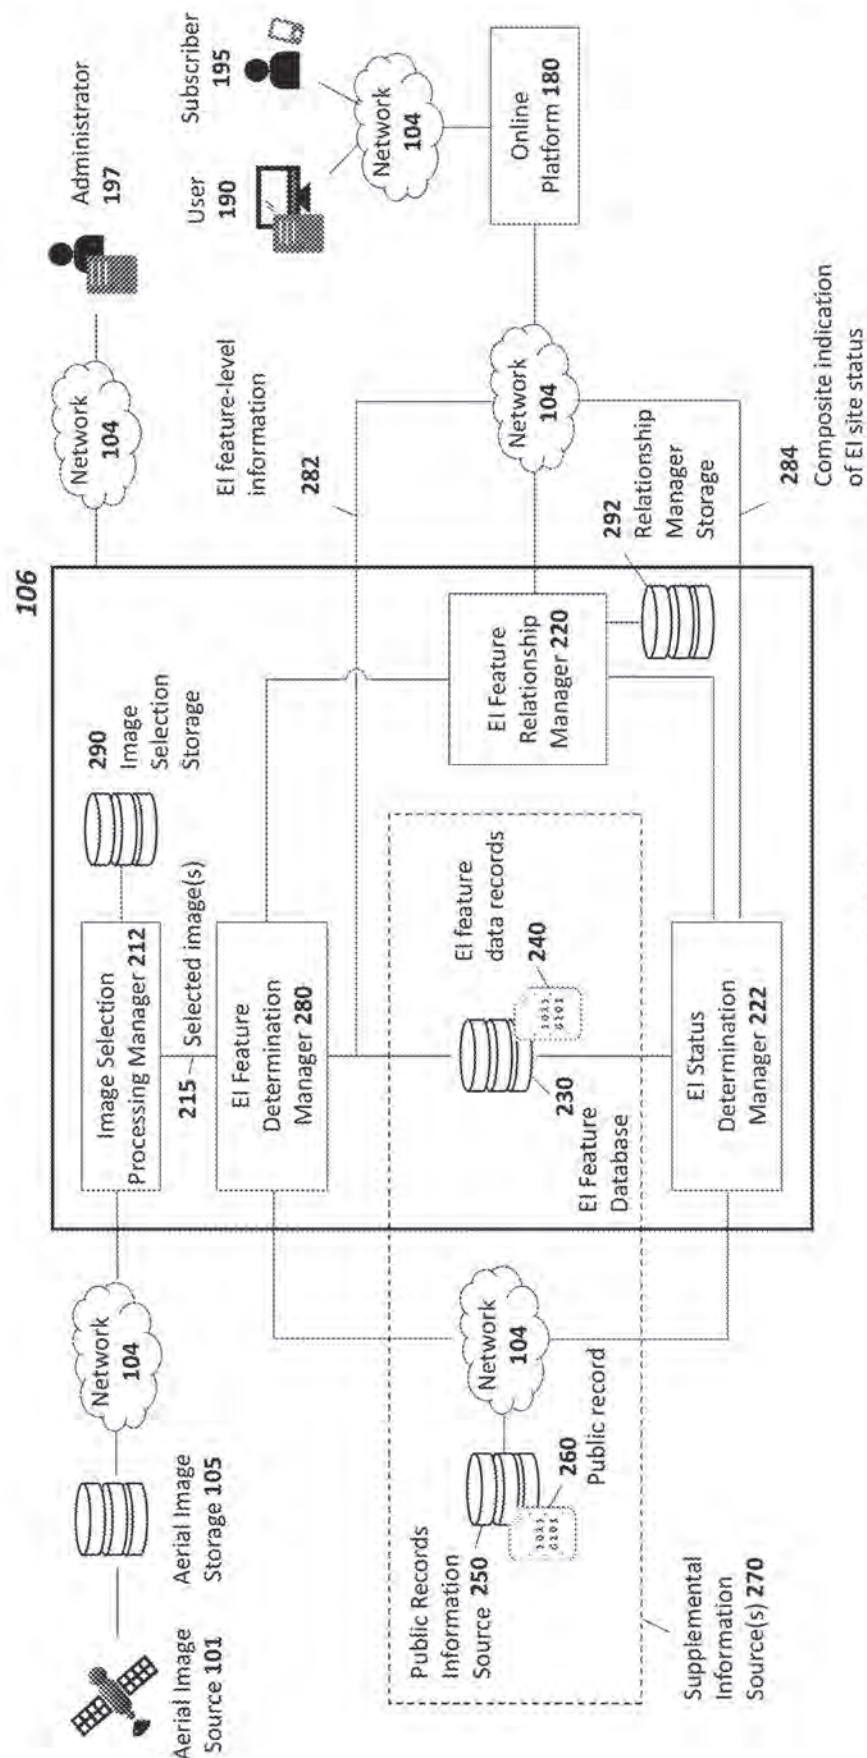 106
Aerial Image
Source 101
Aerial Image
Storage 105
Network
104
Image Selection
Processing Manager 212
290
Image
Selection
Storage
Network
104
Administrator
197
215
Selected image(s)
EI Feature
Determination
Manager 280
EI feature-level
information
282
User
190
Subscriber
195
Network
104
Public Records
Information
Source 250
260
Public record
Network
104
EI Feature
Database
230
EI feature
data records
240
1011
0101
1011
0101
EI Feature
Relationship
Manager 220
292
Relationship
Manager
Storage
Network
104
Online
Platform 180
Supplemental
Information
Source(s) 270
EI Status
Determination
Manager 222
284
Composite indication
of EI site status